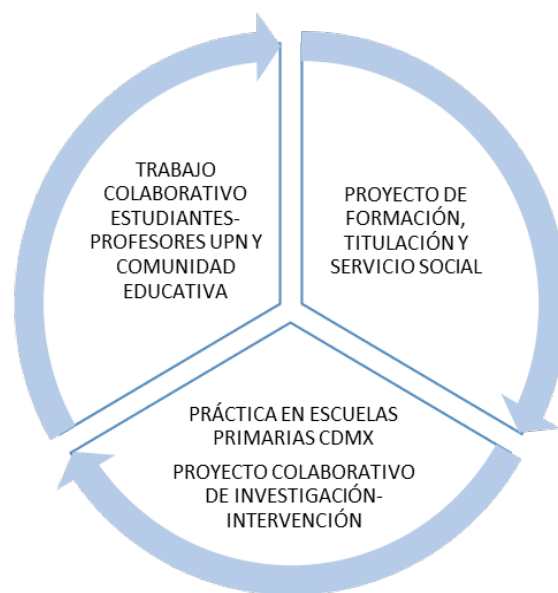 TRABAJO
COLABORATIVO
ESTUDIANTES-
PROFESORES UPN Y
COMUNIDAD
EDUCATIVA
PROYECTO DE
FORMACIÓN,
TITULACIÓN Y
SERVICIO SOCIAL
PRÁCTICA EN ESCUELAS
PRIMARIAS CDMX
PROYECTO COLABORATIVO
DE INVESTIGACIÓN-
INTERVENCIÓN